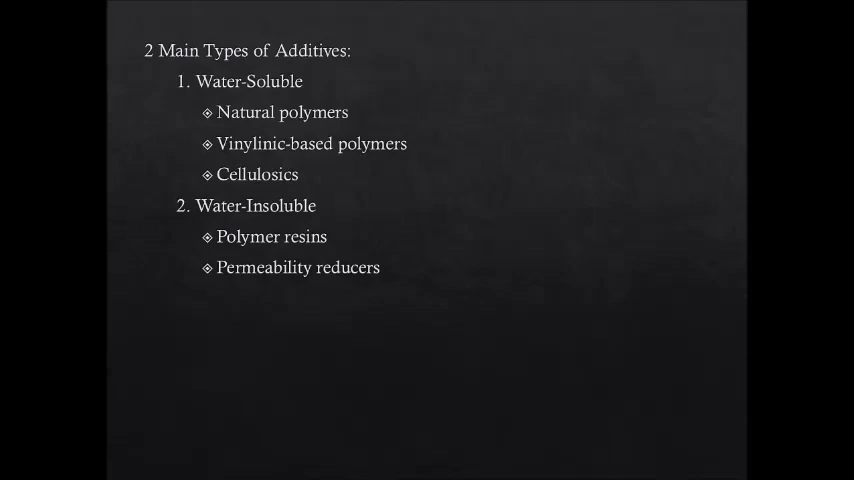 2 Main Types of Additives:
1. Water-Soluble
Natural polymers
Vinylinic-based polymers
Cellulosics
2. Water-Insoluble
Polymer resins
Permeability reducers